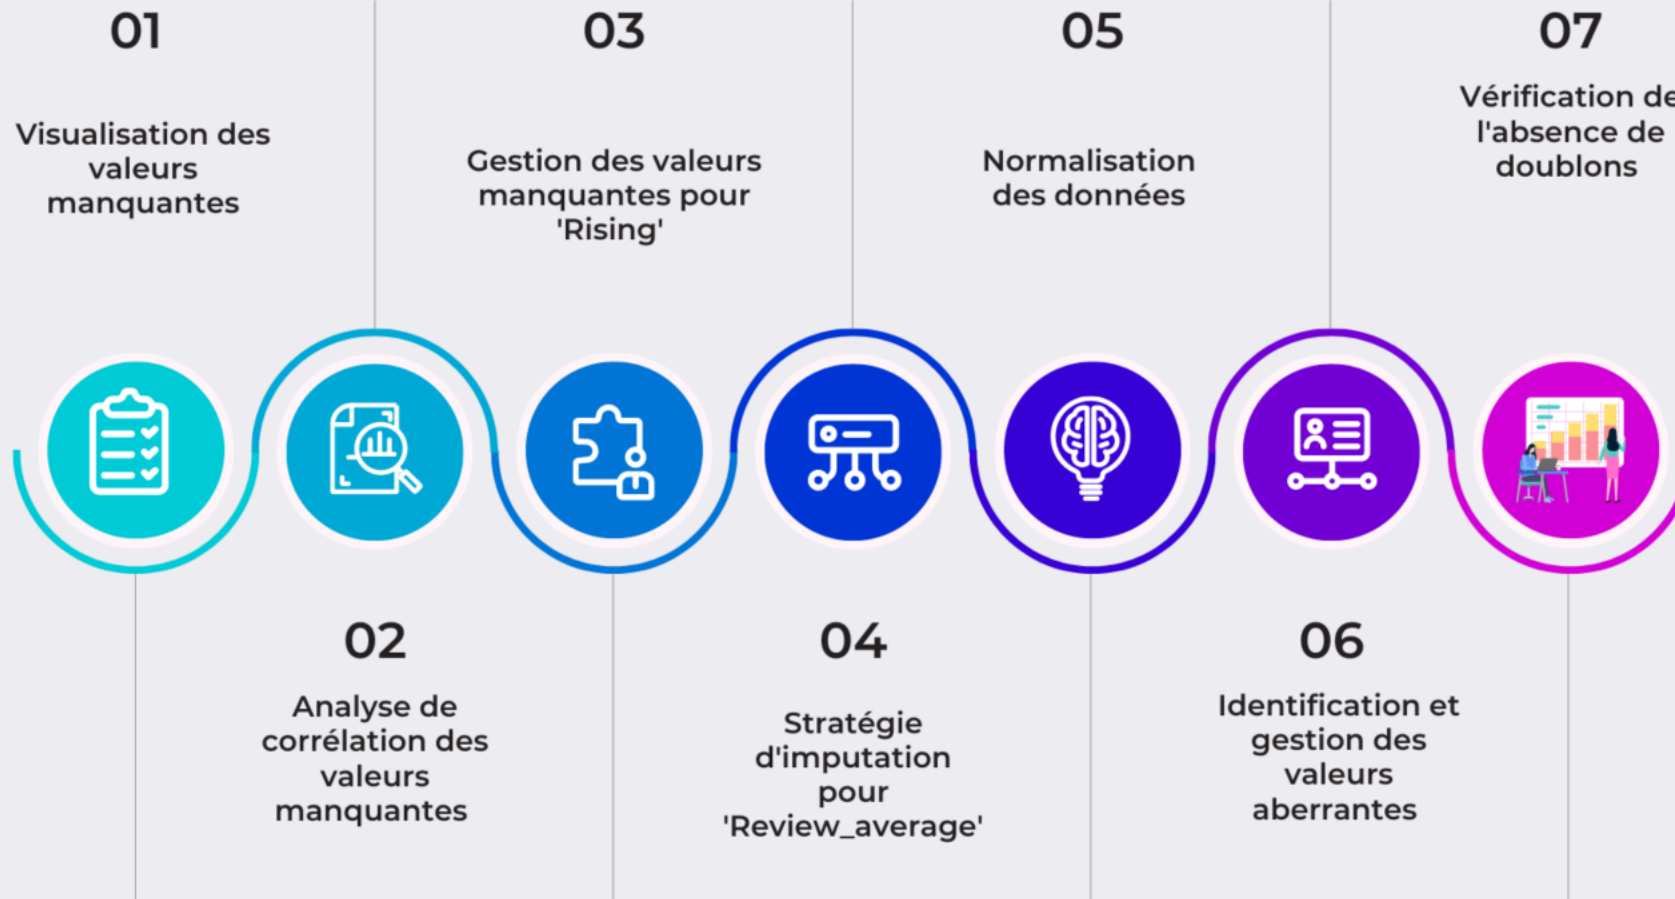 01
Visualisation des
valeurs
manquantes
02
Analyse de
corrélation des
valeurs
manquantes
03
Gestion des valeurs
manquantes pour
'Rising'
04
Stratégie
d'imputation
pour
'Review_average'
05
Normalisation
des données
06
Identification et
gestion des
valeurs
aberrantes
07
Vérification de
l'absence de
doublons